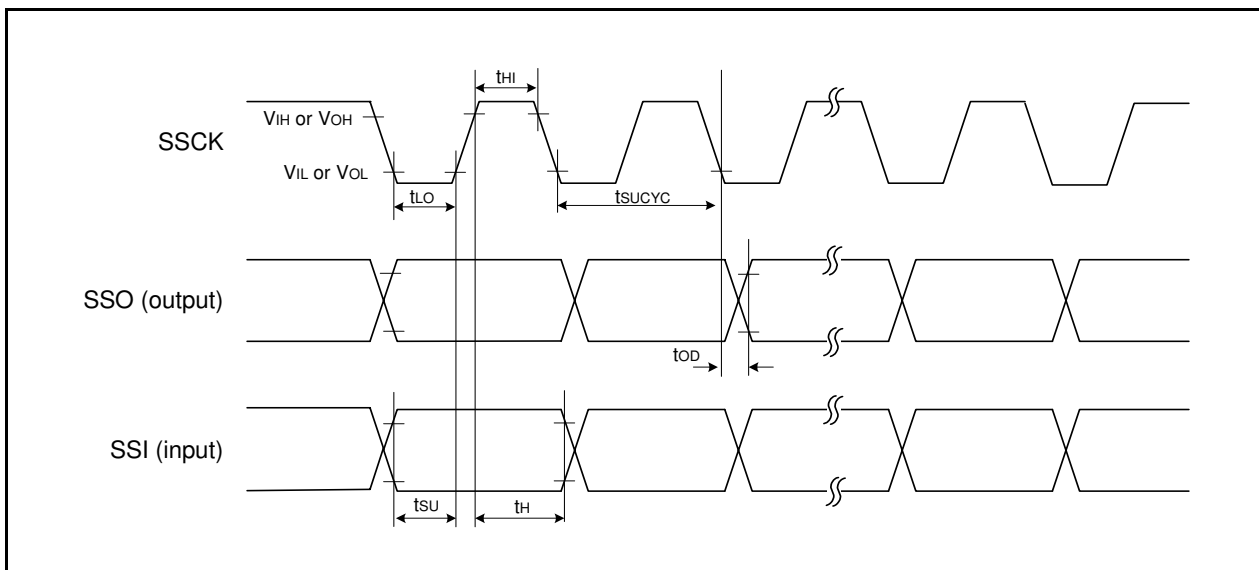 tHI
VIH or VOH
SSCK
VIL or VOL
tLO
tSUCYC
SSO (output)
tOD
SSI (input)
tSU
tH